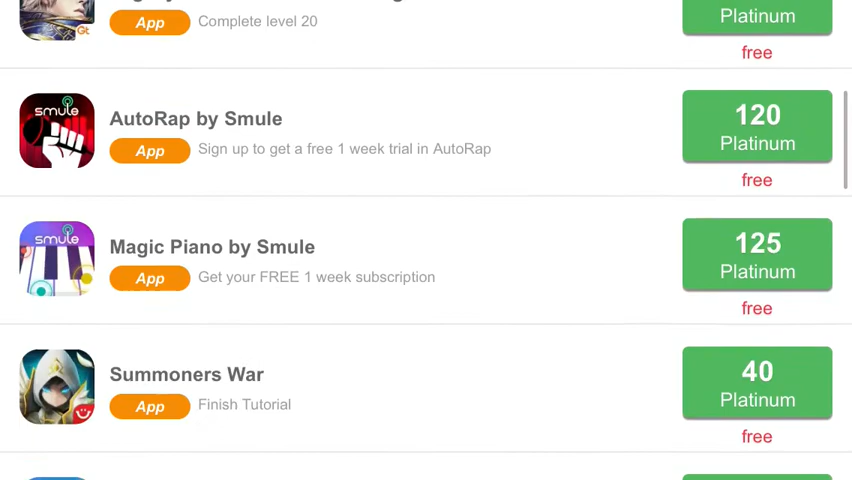 App
Complete level 20
Platinum
free
smule
AutoRap by Smule
App
Sign up to get a free 1 week trial in AutoRap
120
Platinum
free
smule
Magic Piano by Smule
App
Get your FREE 1 week subscription
125
Platinum
free
Summoners War
App
Finish Tutorial
40
Platinum
free